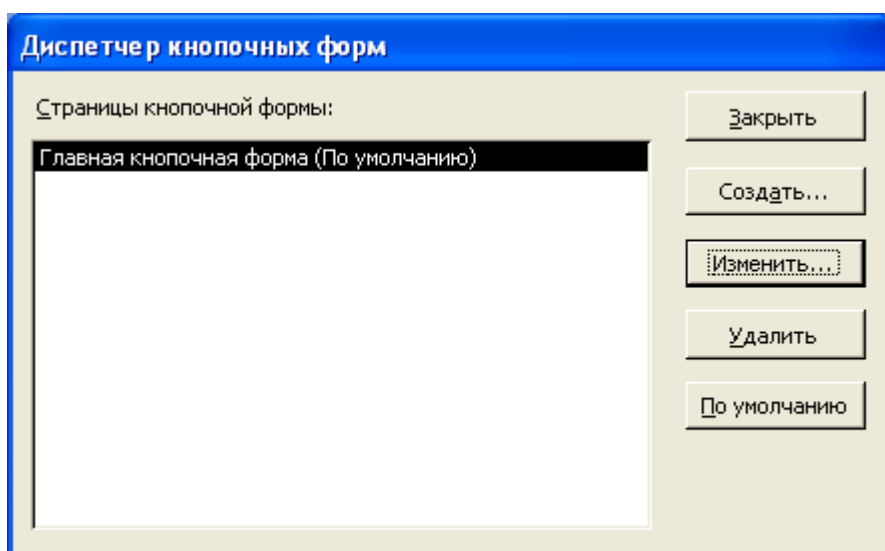 Диспетчер кнопочных форм
Страницы кнопочной формы:
Главная кнопочная форма (По умолчанию)
Закрыть
Создать...
Изменить...
Удалить
По умолчанию